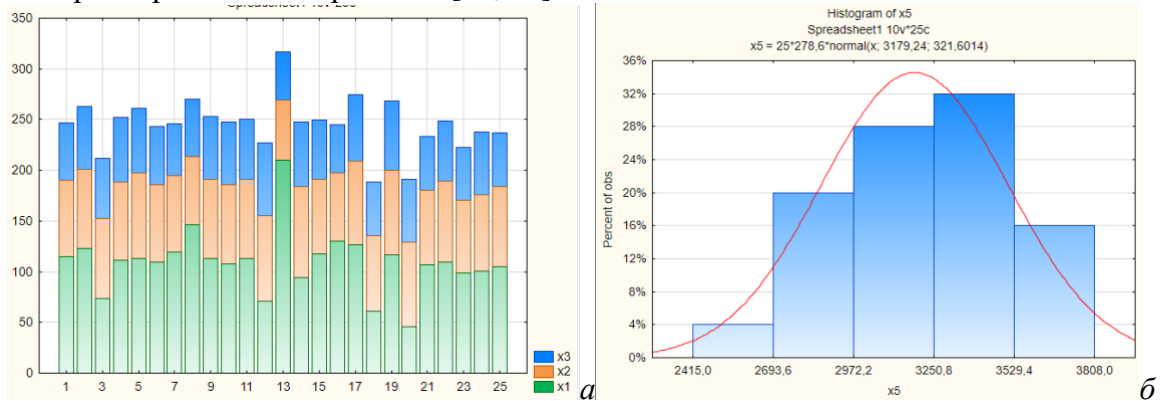 Histogram of x5
Spreadsheet1 10v*25c
x5 = 25*278,6*normal(x; 3179,24; 321,6014)
350
300
250
200
150
100
50
0
1 3 5 7 9 11 13 15 17 19 21 23 25
x3
x2
x1
а
Percent of obs
36%
32%
28%
24%
20%
16%
12%
8%
4%
0%
2415,0 2693,6 2972,2 3250,8 3529,4 3808,0
x5
б